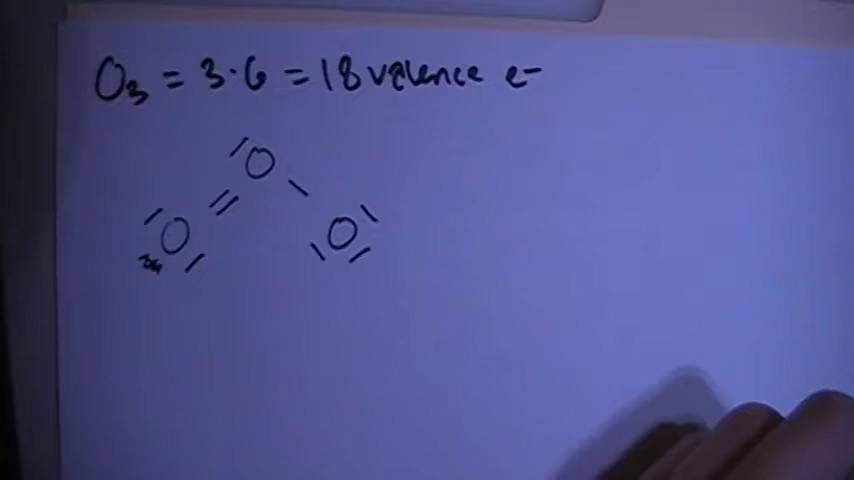 O₃ = 3·6 = 18 valence e⁻
O
O = O - O